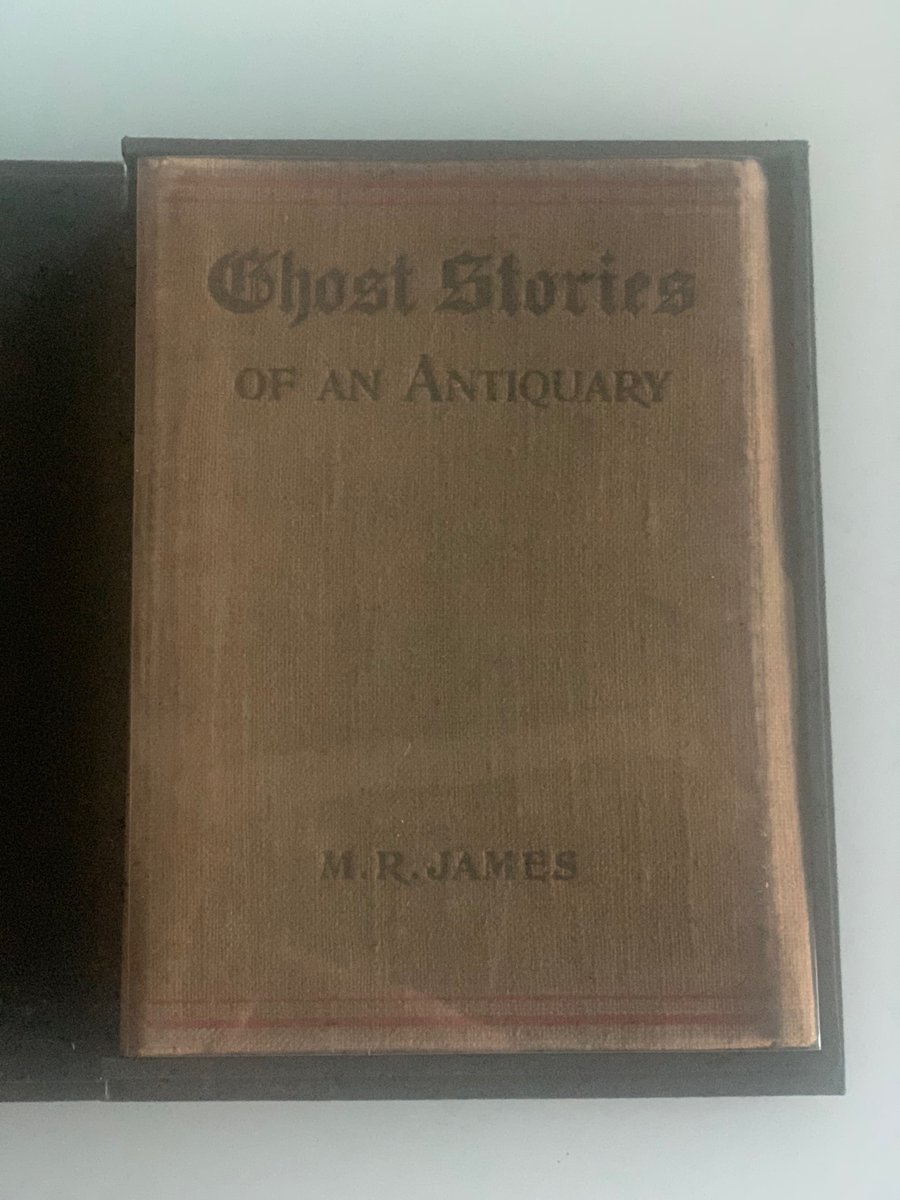 Ghost Stories
OF AN ANTIQUARY
M. R. JAMES